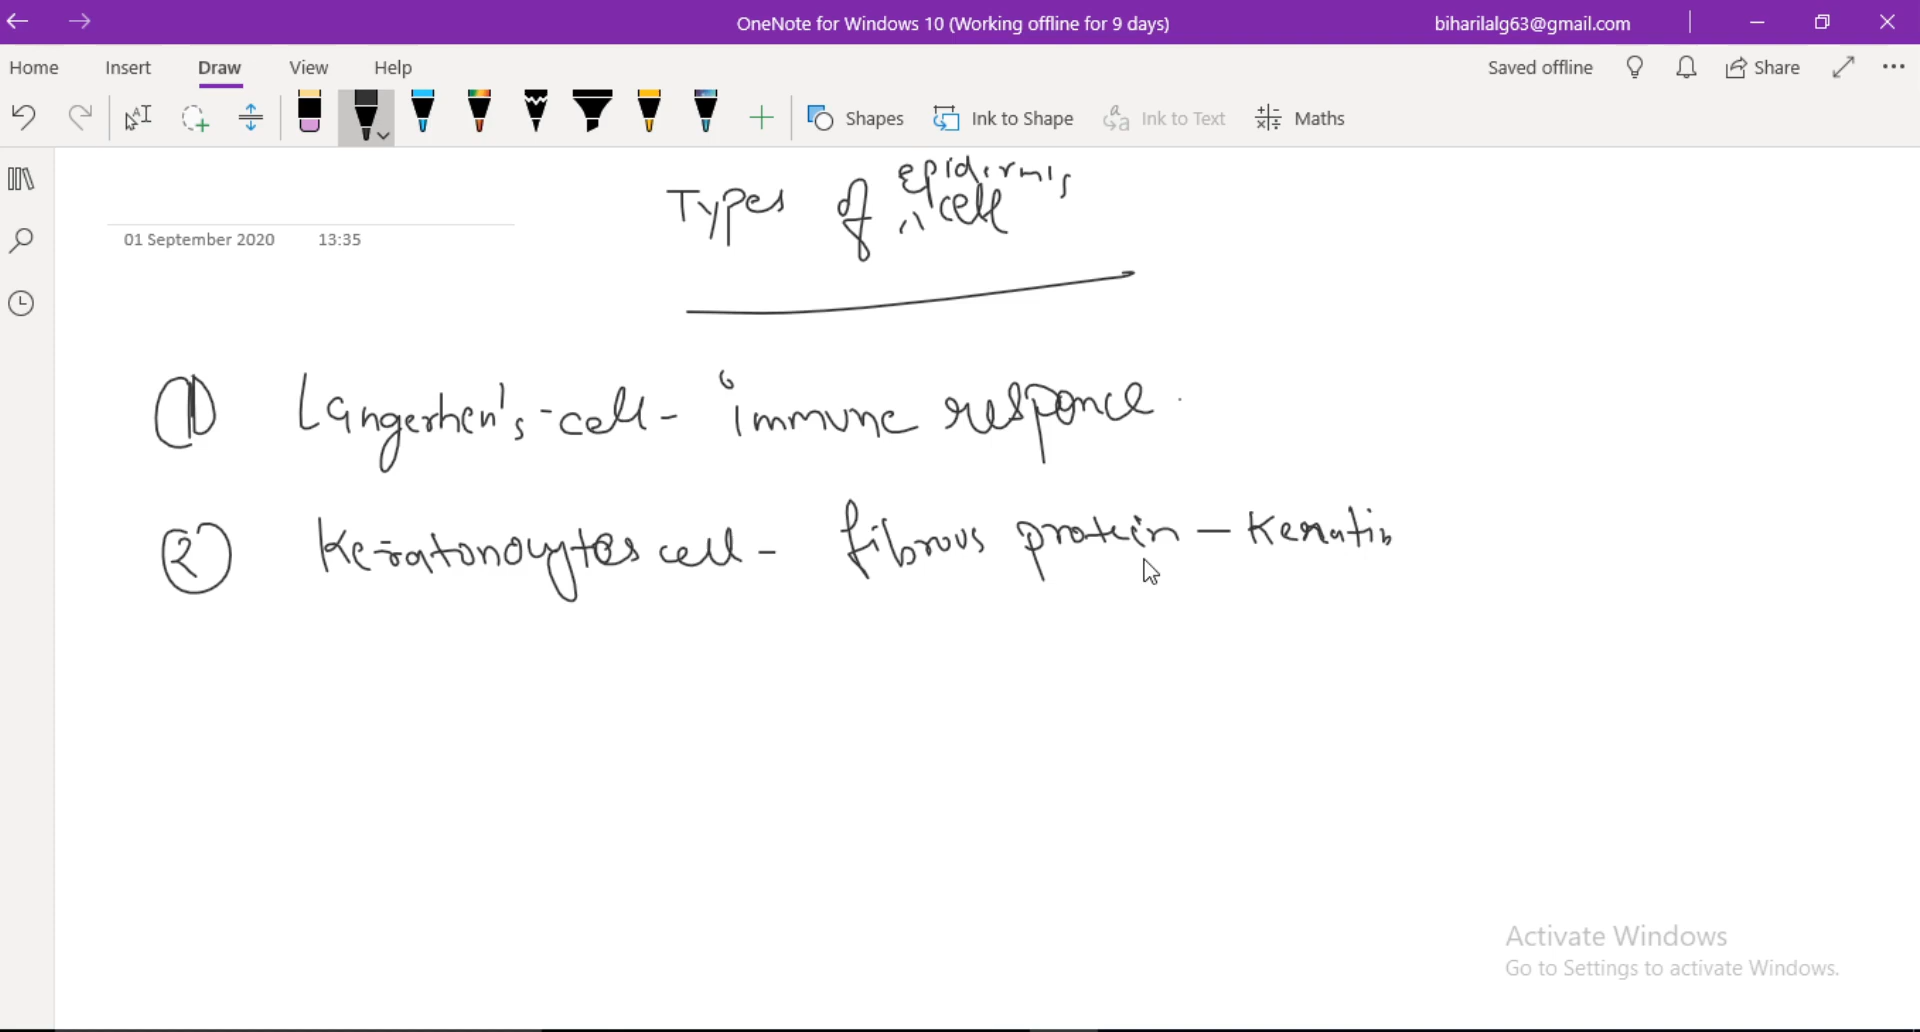 OneNote for Windows 10 (Working offline for 9 days)
biharilalg63@gmail.com
Home Insert Draw View Help
Saved offline Share
Shapes Ink to Shape Ink to Text Maths
epidermis
Types of cell
01 September 2020 13:35
1 Langerhen's-cell - immune responce
2 Keratonocytes cell - fibrous protein - Keratin
Activate Windows
Go to Settings to activate Windows.